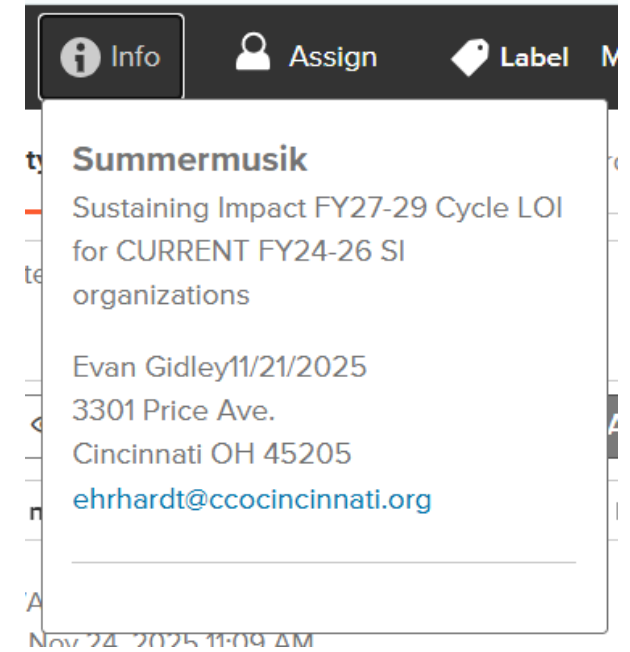 Info Assign Label M
Summermusik
Sustaining Impact FY27-29 Cycle LOI
for CURRENT FY24-26 SI
organizations
Evan Gidley11/21/2025
3301 Price Ave.
Cincinnati OH 45205
ehrhardt@ccocincinnati.org
Nov 24, 2025 11:09 AM